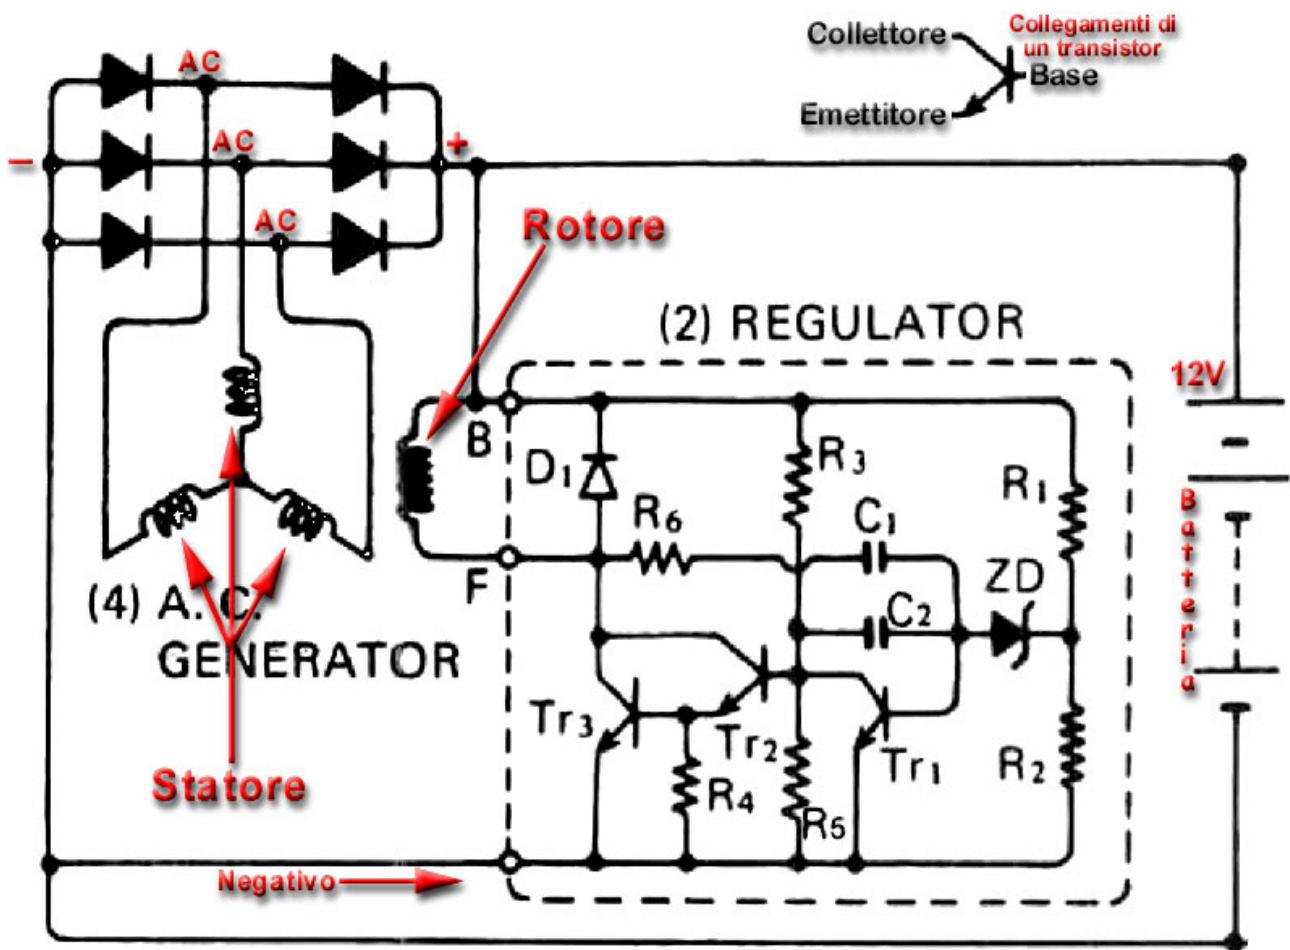 Collettore
Collegamenti di
un transistor
Base
Emettitore
AC
AC
AC
–
+
Rotore
(2) REGULATOR
12V
B
D1
R3
R1
R6
C1
F
ZD
C2
Batteria
(4) A. C.
GENERATOR
Tr3
Tr2
Tr1
R2
R4
R5
Statore
Negativo